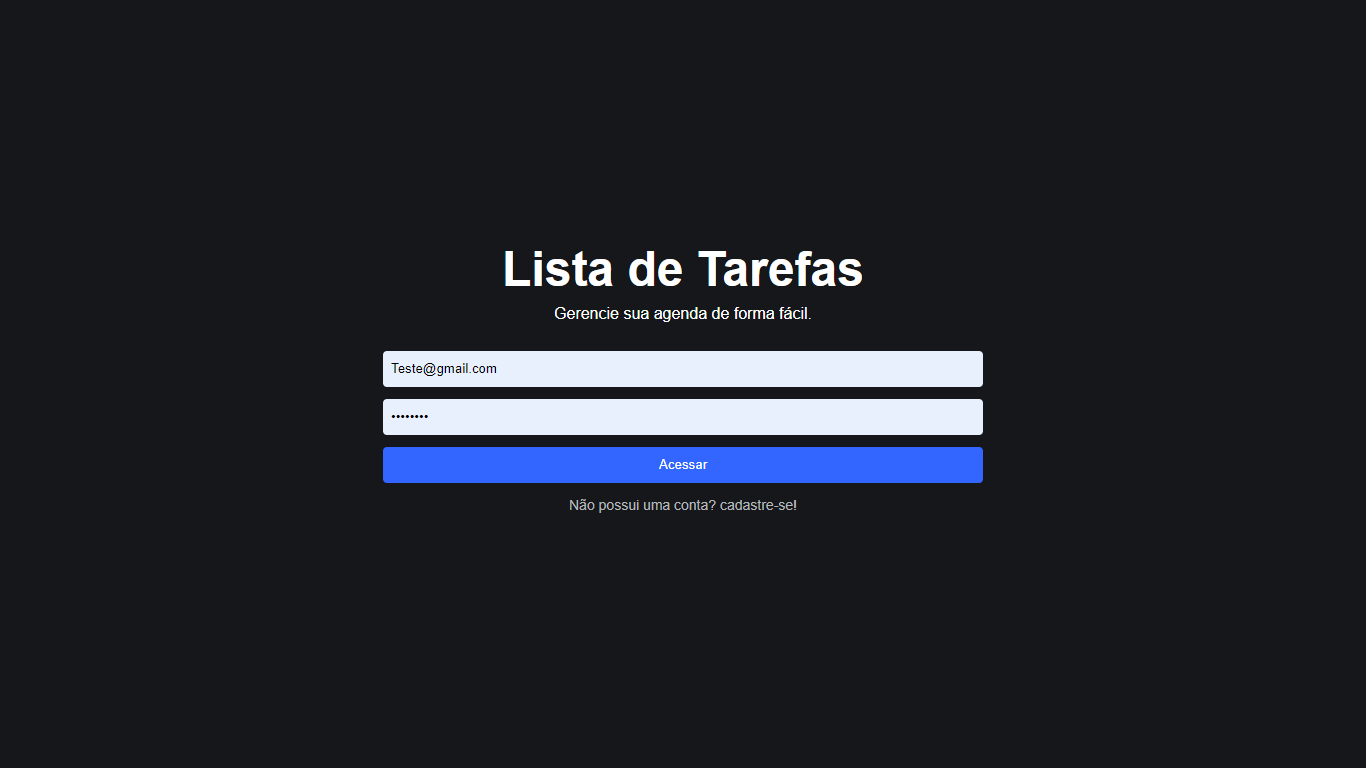 Lista de Tarefas
Gerencie sua agenda de forma fácil.
Teste@gmail.com
••••••••
Acessar
Não possui uma conta? cadastre-se!